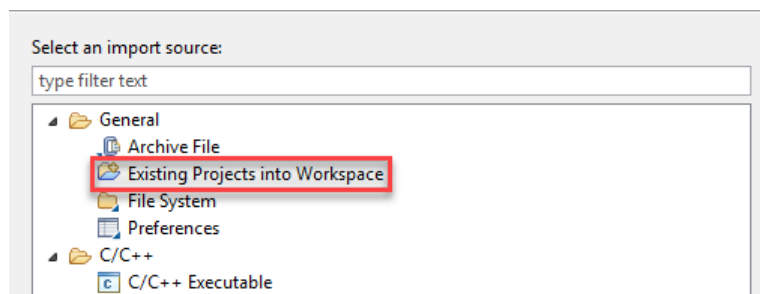 Select an import source:
type filter text
General
Archive File
Existing Projects into Workspace
File System
Preferences
C/C++
C/C++ Executable